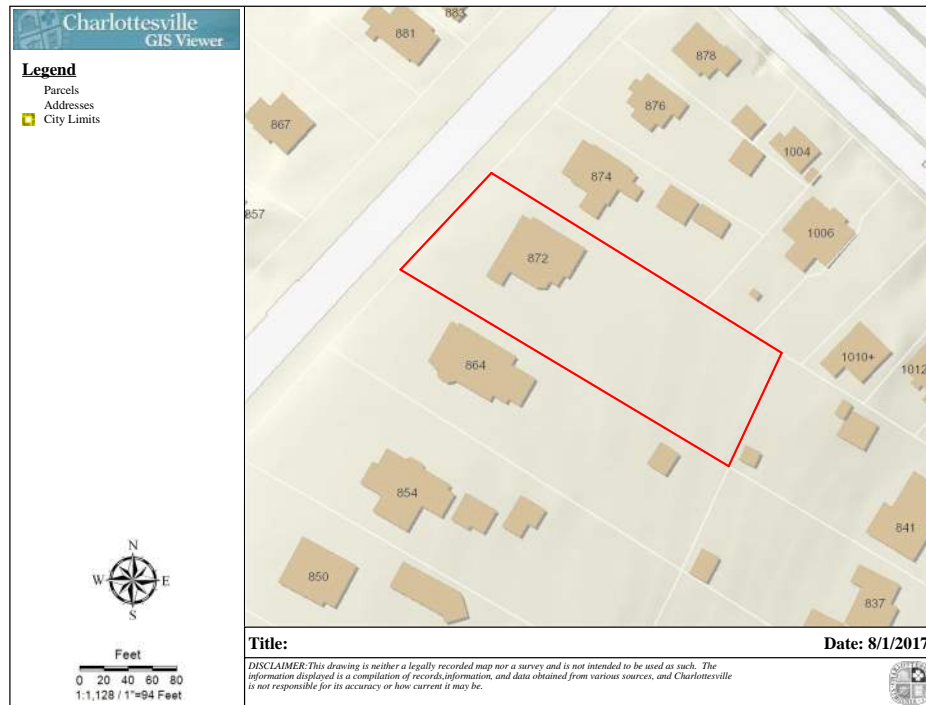 Charlottesville
GIS Viewer
Legend
Parcels
Addresses
City Limits
N
W E
S
Feet
0 20 40 60 80
1:1,128 / 1"=94 Feet
883
881
878
876
867
1004
874
857
1006
872
1010+
1012
864
854
841
850
837
Title:
Date: 8/1/2017
DISCLAIMER:This drawing is neither a legally recorded map nor a survey and is not intended to be used as such. The
information displayed is a compilation of records,information, and data obtained from various sources, and Charlottesville
is not responsible for its accuracy or how current it may be.